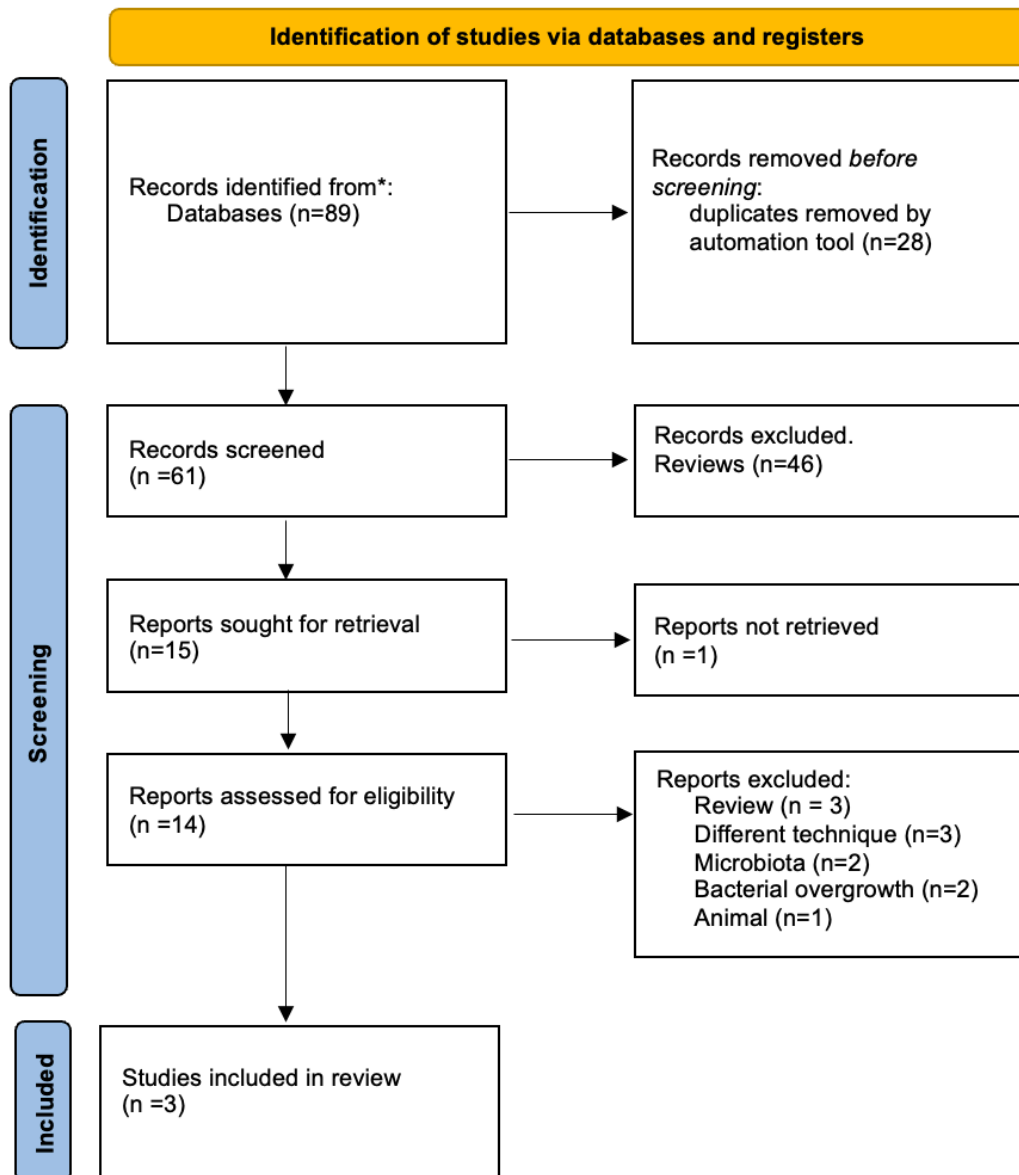 Identification of studies via databases and registers
Identification
Records identified from*:
Databases (n=89)
Records removed before
screening:
duplicates removed by
automation tool (n=28)
Screening
Records screened
(n =61)
Records excluded.
Reviews (n=46)
Reports sought for retrieval
(n=15)
Reports not retrieved
(n =1)
Reports assessed for eligibility
(n =14)
Reports excluded:
Review (n = 3)
Different technique (n=3)
Microbiota (n=2)
Bacterial overgrowth (n=2)
Animal (n=1)
Included
Studies included in review
(n =3)